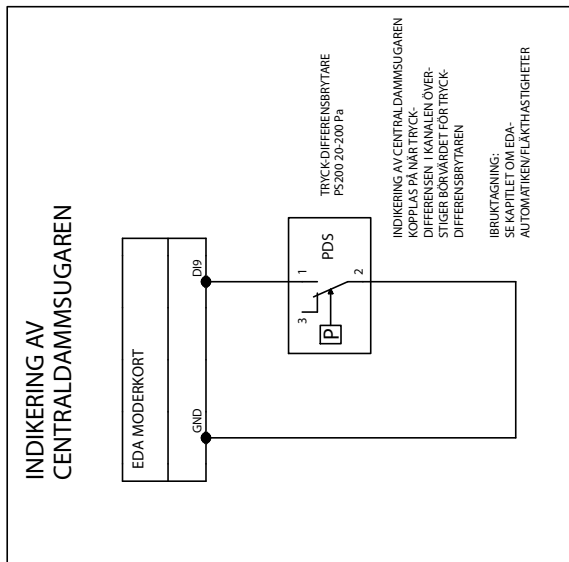 INDIKERING AV
CENTRALDAMMSUGAREN
EDA MODERKORT
GND
DI9
3
1
P
PDS
2
TRYCK-DIFFERENSBRYTARE
PS200 20-200 Pa
INDIKERING AV CENTRALDAMMSUGAREN
KOPPLAS PÅ NÄR TRYCK-
DIFFERENSEN I KANALEN ÖVER-
STIGER BÖRVÄRDET FÖR TRYCK-
DIFFERENSBRYTAREN
IBRUKTAGNING:
SE KAPITLET OM EDA-
AUTOMATIKEN/FLÄKTHASTIGHETER